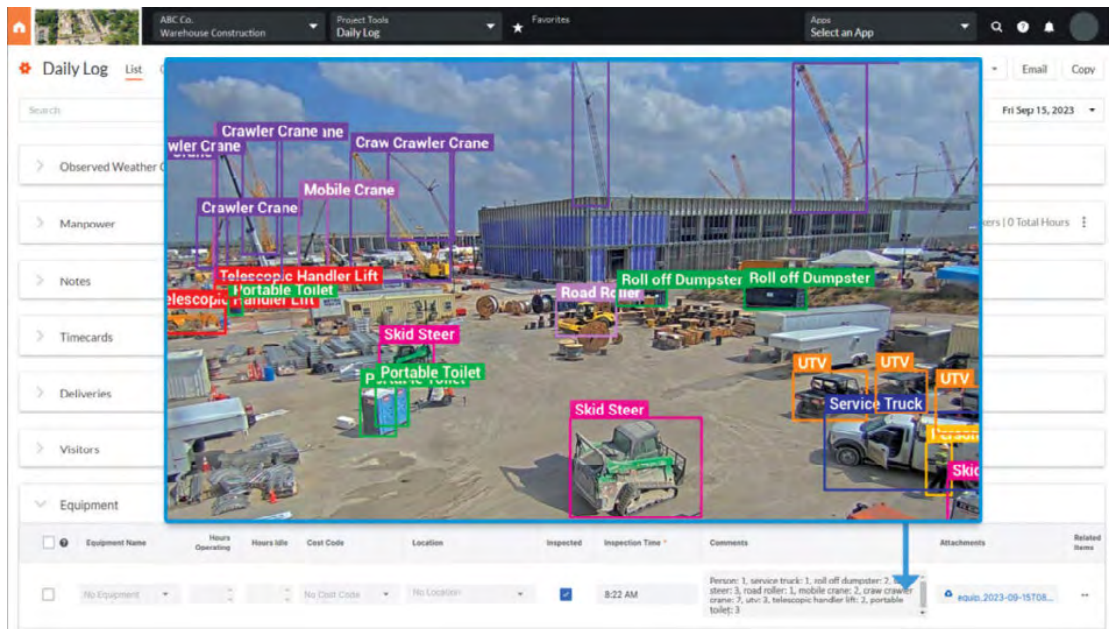 ABC Co.
Warehouse Construction
Project Tools
Daily Log
Favorites
Apps
Select an App
Daily Log
List
Email
Copy
Search
Fri Sep 15, 2023
Observed Weather
Manpower
0 Total Hours
Notes
Timecards
Deliveries
Visitors
Equipment
Crawler Crane
Crane
Crawler Crane
Mobile Crane
Crawler Crane
Telescopic Handler Lift
Portable Toilet
Handler Lift
Roll off Dumpster
Roll off Dumpster
Road Roller
Skid Steer
Portable Toilet
UTV
UTV
UTV
Service Truck
Skid Steer
Person
Skid
Equipment Name
Hours Operating
Hours Idle
Cost Code
Location
Inspected
Inspection Time *
Comments
Attachments
Related Items
No Equipment
No Cost Code
No Location
8:22 AM
Person: 1, service truck: 1, roll off dumpster: 2,
steer: 3, road roller: 1, mobile crane: 2, craw crawler
crane: 7, utv: 3, telescopic handler lift: 2, portable
toilet: 3
equip_2023-09-15T08...